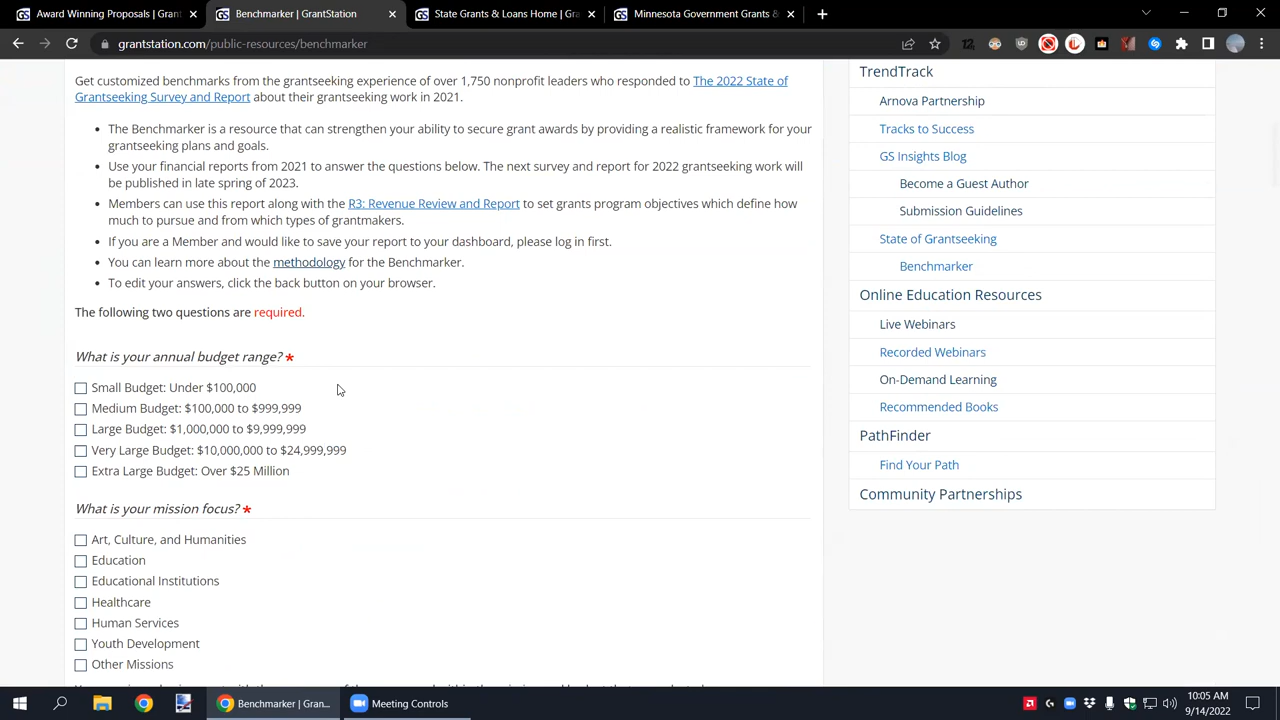 Award Winning Proposals | Grant
Benchmarker | GrantStation
State Grants & Loans Home | Gra
Minnesota Government Grants &
grantstation.com/public-resources/benchmarker
Get customized benchmarks from the grantseeking experience of over 1,750 nonprofit leaders who responded to The 2022 State of
Grantseeking Survey and Report about their grantseeking work in 2021.
• The Benchmarker is a resource that can strengthen your ability to secure grant awards by providing a realistic framework for your
grantseeking plans and goals.
• Use your financial reports from 2021 to answer the questions below. The next survey and report for 2022 grantseeking work will
be published in late spring of 2023.
• Members can use this report along with the R3: Revenue Review and Report to set grants program objectives which define how
much to pursue and from which types of grantmakers.
• If you are a Member and would like to save your report to your dashboard, please log in first.
• You can learn more about the methodology for the Benchmarker.
• To edit your answers, click the back button on your browser.
The following two questions are required.
What is your annual budget range? *
Small Budget: Under $100,000
Medium Budget: $100,000 to $999,999
Large Budget: $1,000,000 to $9,999,999
Very Large Budget: $10,000,000 to $24,999,999
Extra Large Budget: Over $25 Million
What is your mission focus? *
Art, Culture, and Humanities
Education
Educational Institutions
Healthcare
Human Services
Youth Development
Other Missions
TrendTrack
Arnova Partnership
Tracks to Success
GS Insights Blog
Become a Guest Author
Submission Guidelines
State of Grantseeking
Benchmarker
Online Education Resources
Live Webinars
Recorded Webinars
On-Demand Learning
Recommended Books
PathFinder
Find Your Path
Community Partnerships
Benchmarker | Gran...
Meeting Controls
10:05 AM
9/14/2022